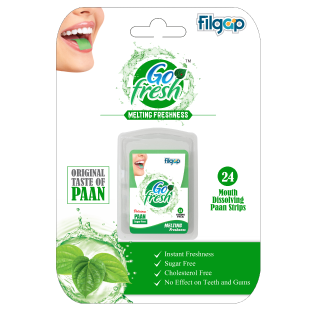 filgap
Go
fresh
TM
MELTING FRESHNESS
ORIGINAL
TASTE OF
PAAN
filgap
Go
fresh
PAAN
MELTING
Freshness
24
Mouth
Dissolving
Paan Strips
Instant Freshness
Sugar Free
Cholesterol Free
No Effect on Teeth and Gums